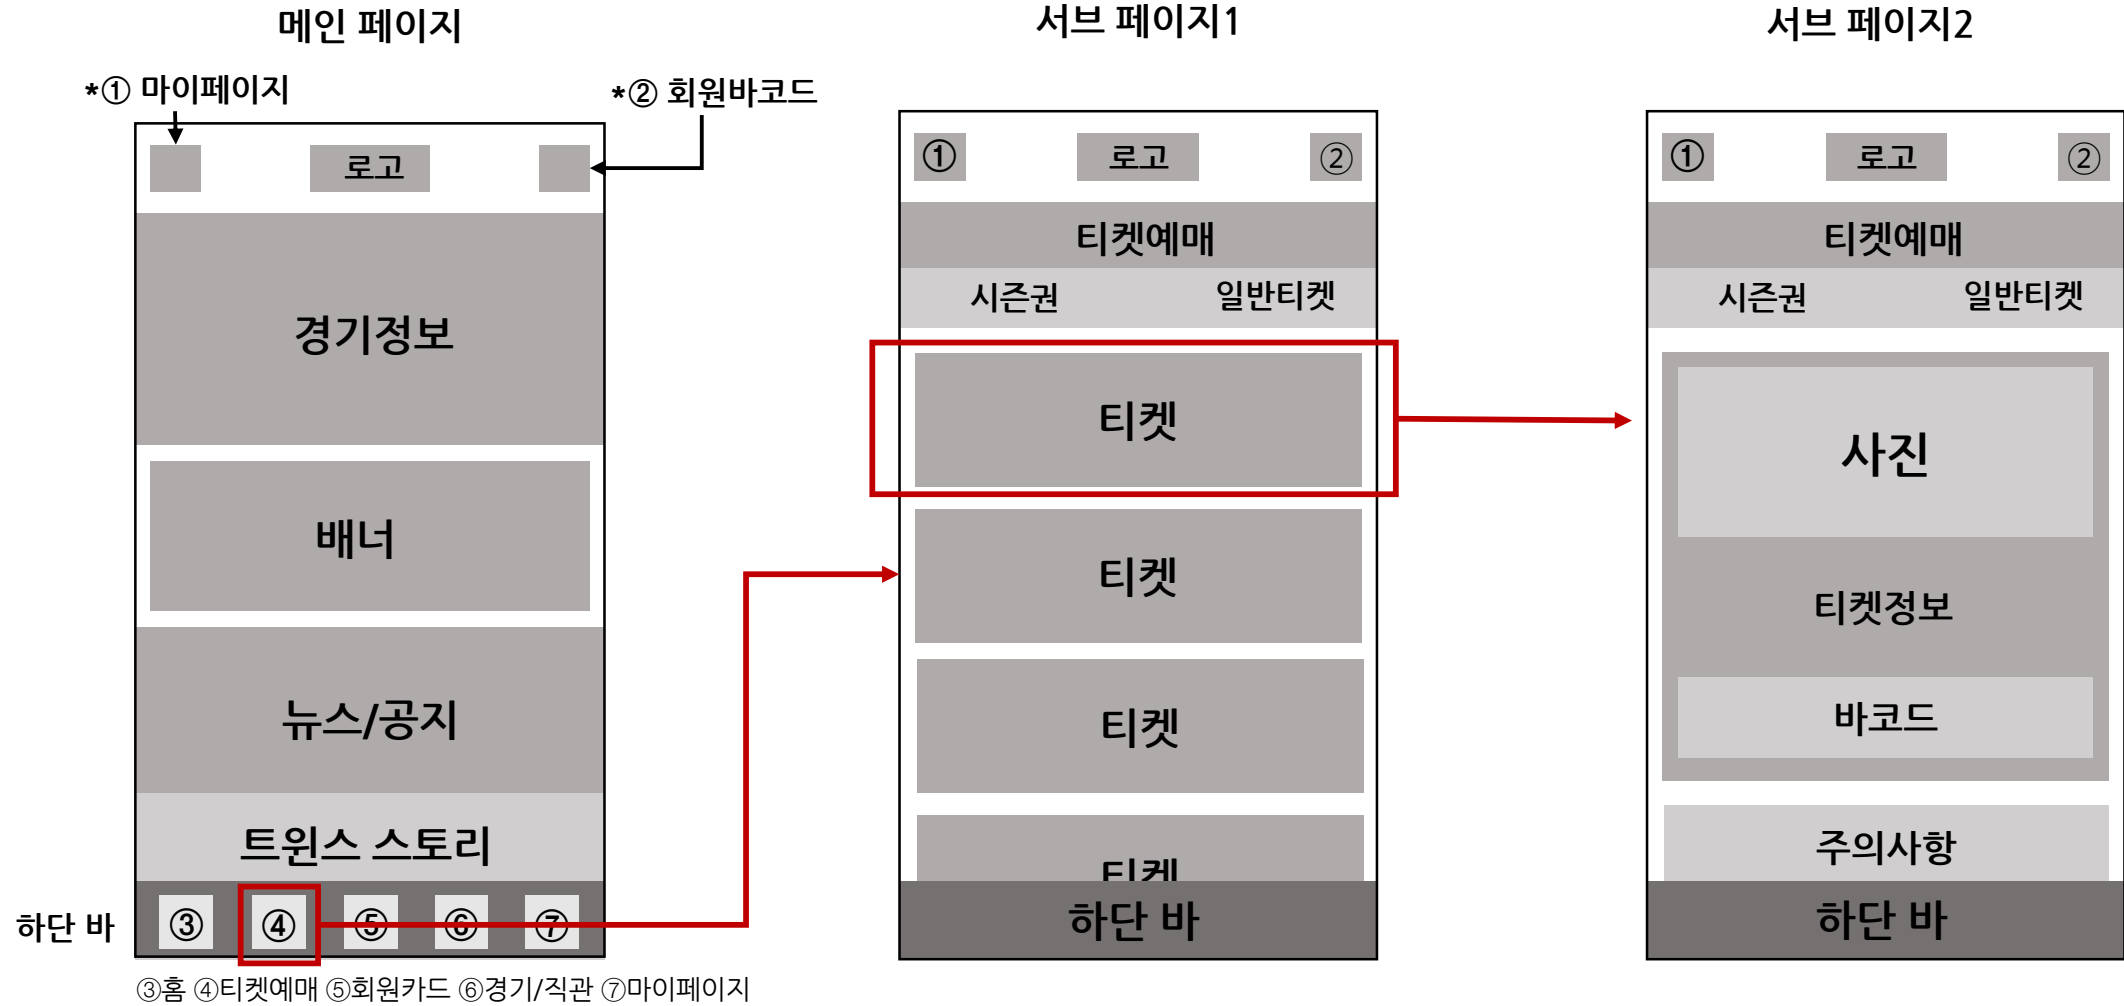 메인 페이지
*① 마이페이지
*② 회원바코드
로고
경기정보
배너
뉴스/공지
트윈스 스토리
하단 바
③ ④ ⑤ ⑥ ⑦
③홈 ④티켓예매 ⑤회원카드 ⑥경기/직관 ⑦마이페이지
서브 페이지1
① 로고 ②
티켓예매
시즌권 일반티켓
티켓
티켓
티켓
티켓
하단 바
서브 페이지2
① 로고 ②
티켓예매
시즌권 일반티켓
사진
티켓정보
바코드
주의사항
하단 바